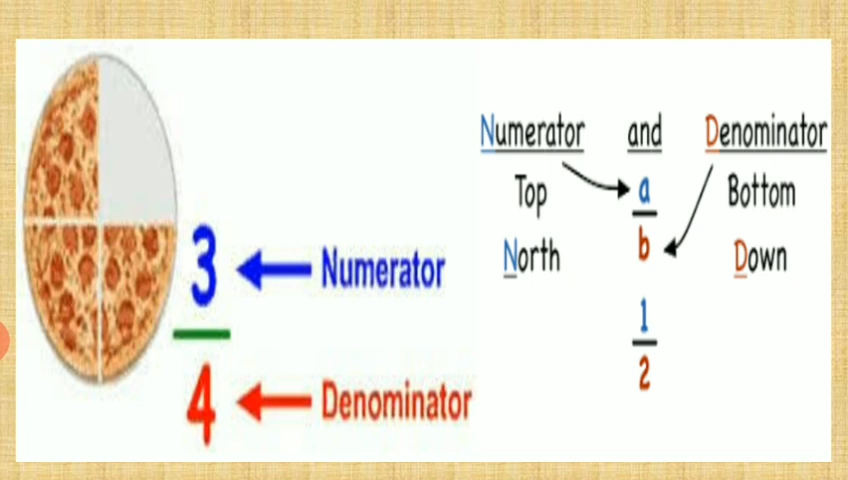 3 Numerator
4 Denominator
Numerator and Denominator
Top a Bottom
North b Down
1
2